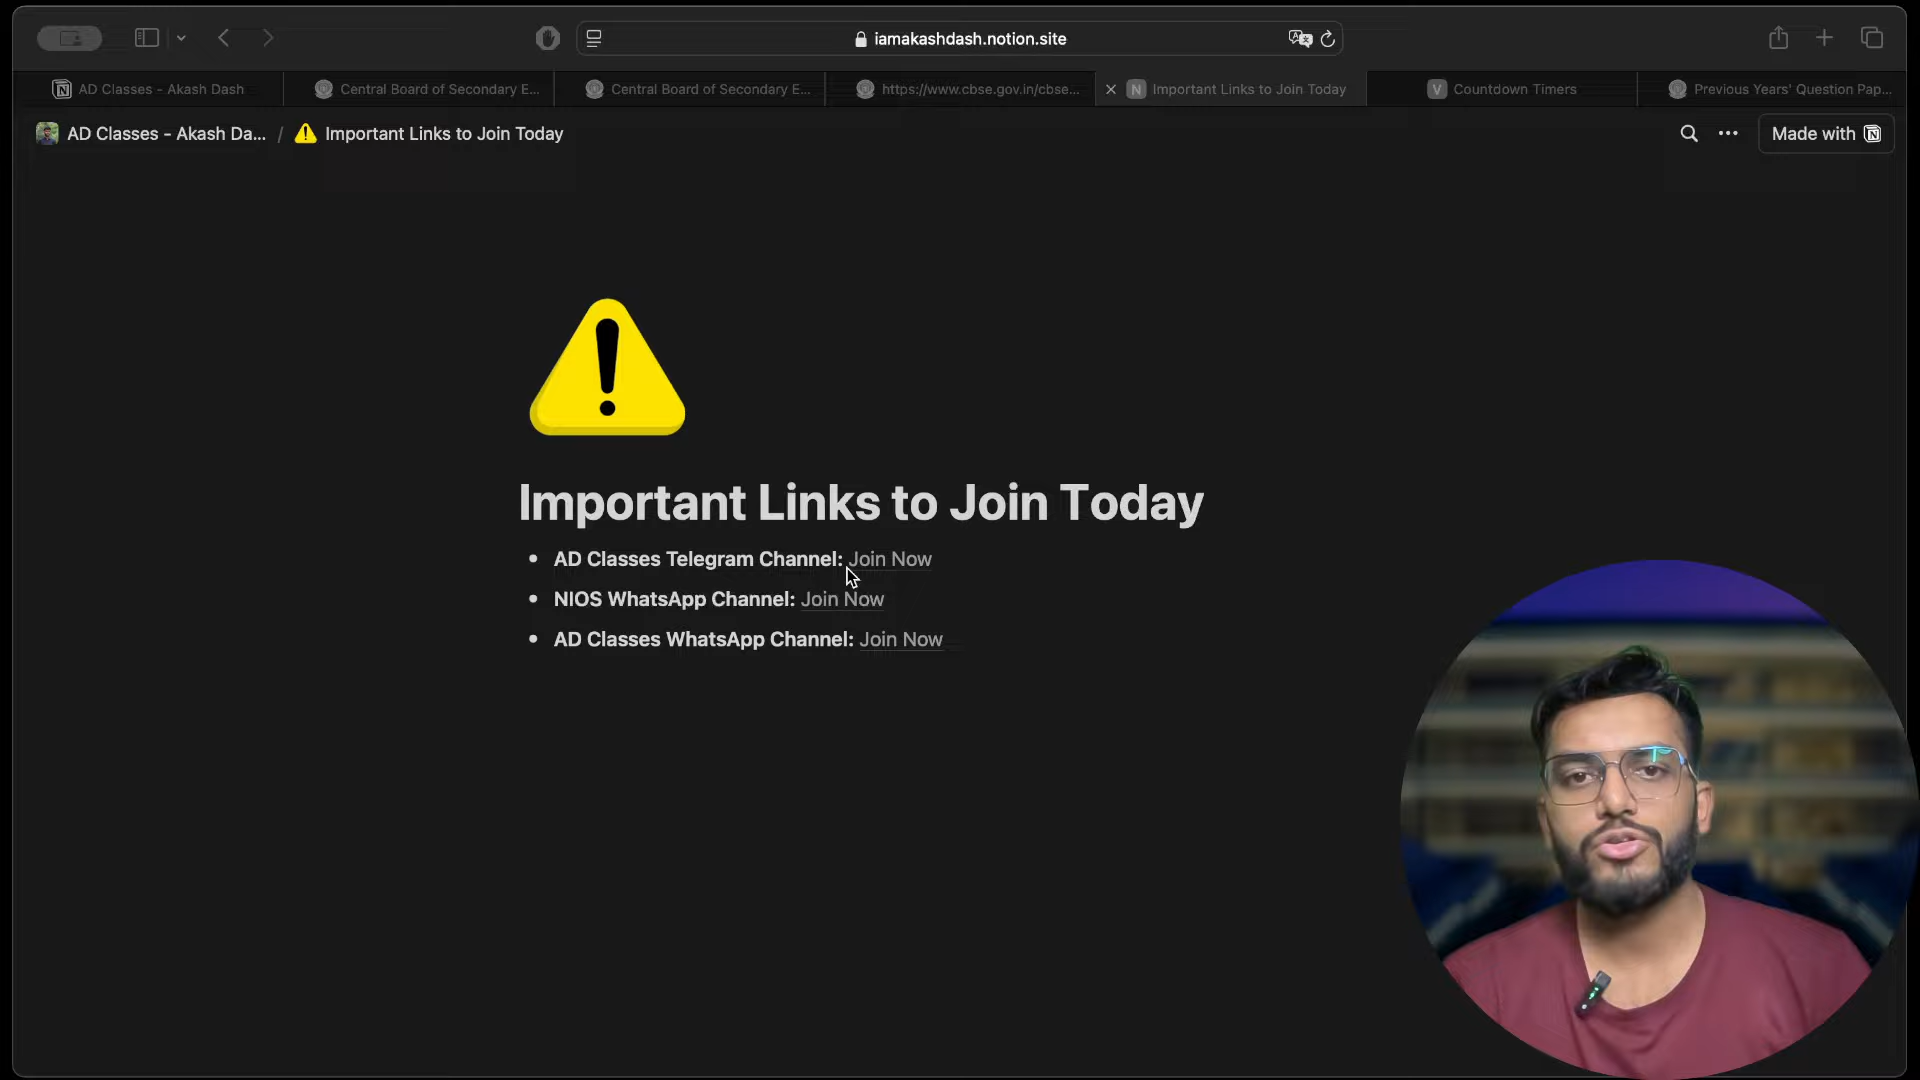 iamakashdash.notion.site
AD Classes - Akash Dash
Central Board of Secondary E...
Central Board of Secondary E...
https://www.cbse.gov.in/cbse...
N Important Links to Join Today
V Countdown Timers
Previous Years' Question Pap...
AD Classes - Akash Da... / Important Links to Join Today
Made with
Important Links to Join Today
• AD Classes Telegram Channel: Join Now
• NIOS WhatsApp Channel: Join Now
• AD Classes WhatsApp Channel: Join Now